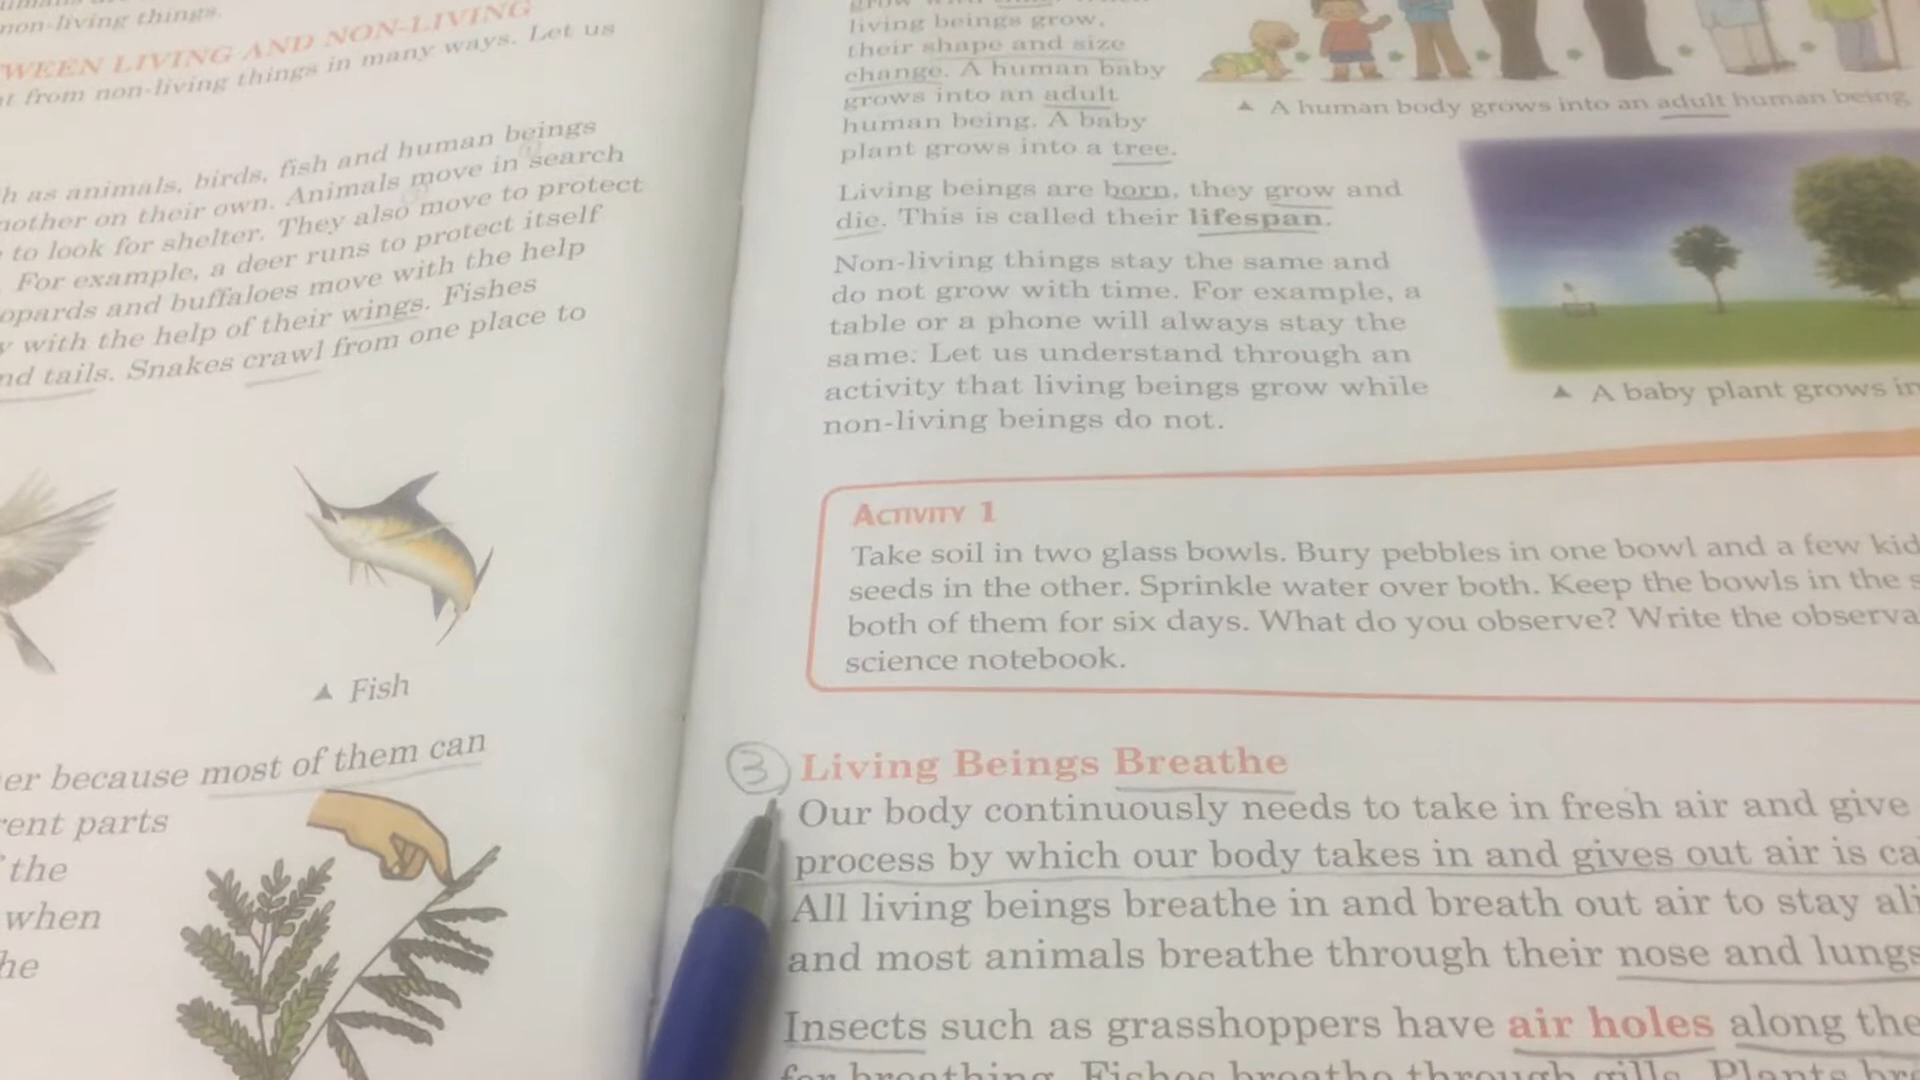 non-living things.
WEEN LIVING AND NON-LIVING
from non-living things in many ways. Let us
as animals, birds, fish and human beings
on their own. Animals move in search
to look for shelter. They also move to protect
For example, a deer runs to protect itself
and buffaloes move with the help
with the help of their wings. Fishes
tails. Snakes crawl from one place to
▲ Fish
because most of them can
parts
the
when
living beings grow,
their shape and size
change. A human baby
grows into an adult
human being. A baby
plant grows into a tree.
▲ A human body grows into an adult human being
Living beings are born, they grow and
die. This is called their lifespan.
Non-living things stay the same and
do not grow with time. For example, a
table or a phone will always stay the
same. Let us understand through an
activity that living beings grow while
non-living beings do not.
▲ A baby plant grows in
ACTIVITY 1
Take soil in two glass bowls. Bury pebbles in one bowl and a few kid
seeds in the other. Sprinkle water over both. Keep the bowls in the s
both of them for six days. What do you observe? Write the observa
science notebook.
3 Living Beings Breathe
Our body continuously needs to take in fresh air and give
process by which our body takes in and gives out air is ca
All living beings breathe in and breath out air to stay ali
and most animals breathe through their nose and lungs
Insects such as grasshoppers have air holes along the
for breathing. Fishes breathe through gills. Plants br